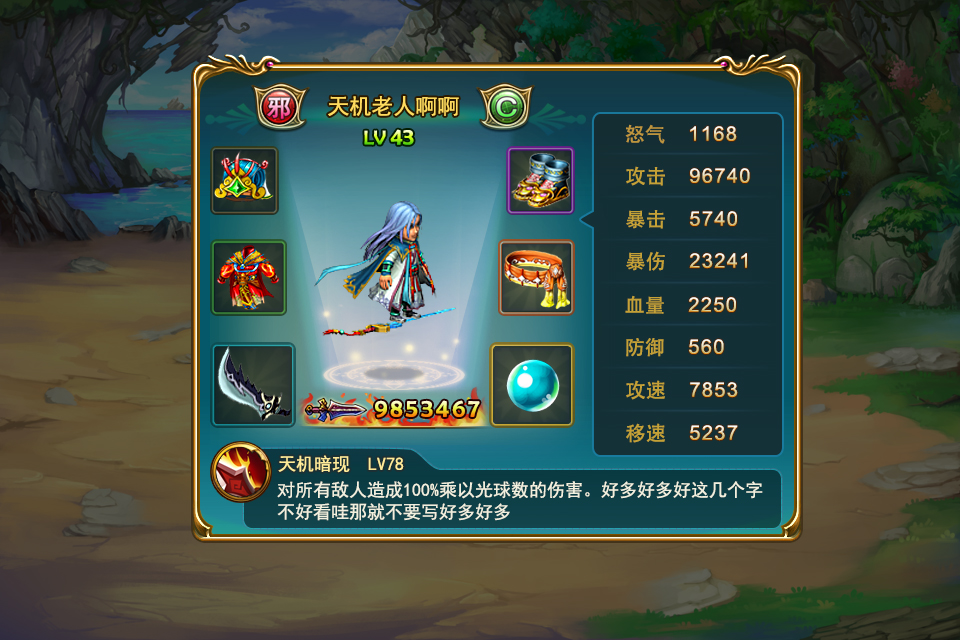 邪
天机老人啊啊
C
LV 43
怒气 1168
攻击 96740
暴击 5740
暴伤 23241
血量 2250
防御 560
攻速 7853
移速 5237
9853467
天机暗现 LV78
对所有敌人造成100%乘以光球数的伤害。好多好多好这几个字
不好看哇那就不要写好多好多